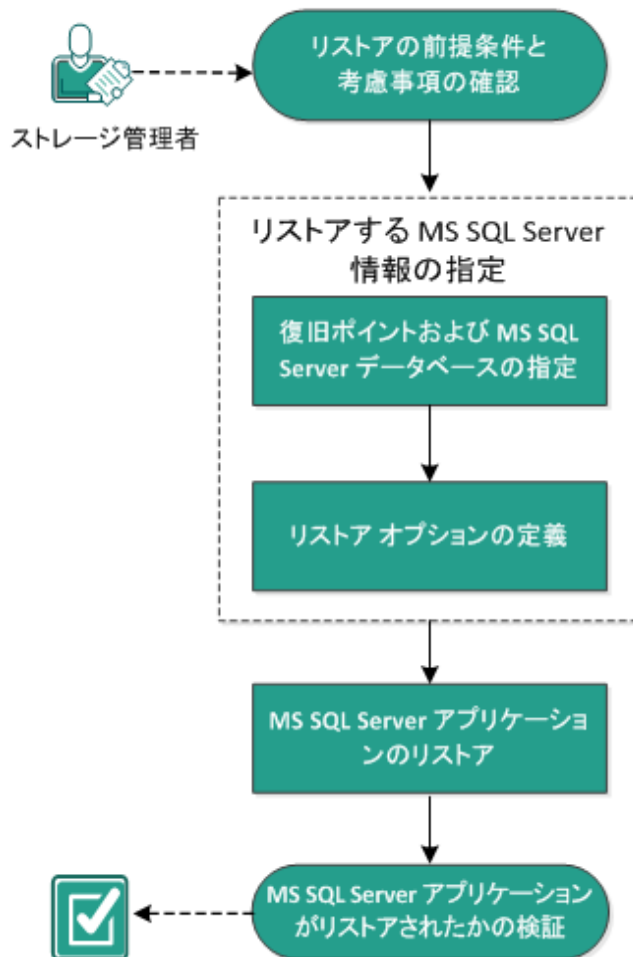 リストアの前提条件と
考慮事項の確認
ストレージ管理者
リストアする MS SQL Server
情報の指定
復旧ポイントおよび MS SQL
Server データベースの指定
リストア オプションの定義
MS SQL Server アプリケーショ
ンのリストア
MS SQL Server アプリケーション
がリストアされたかの検証